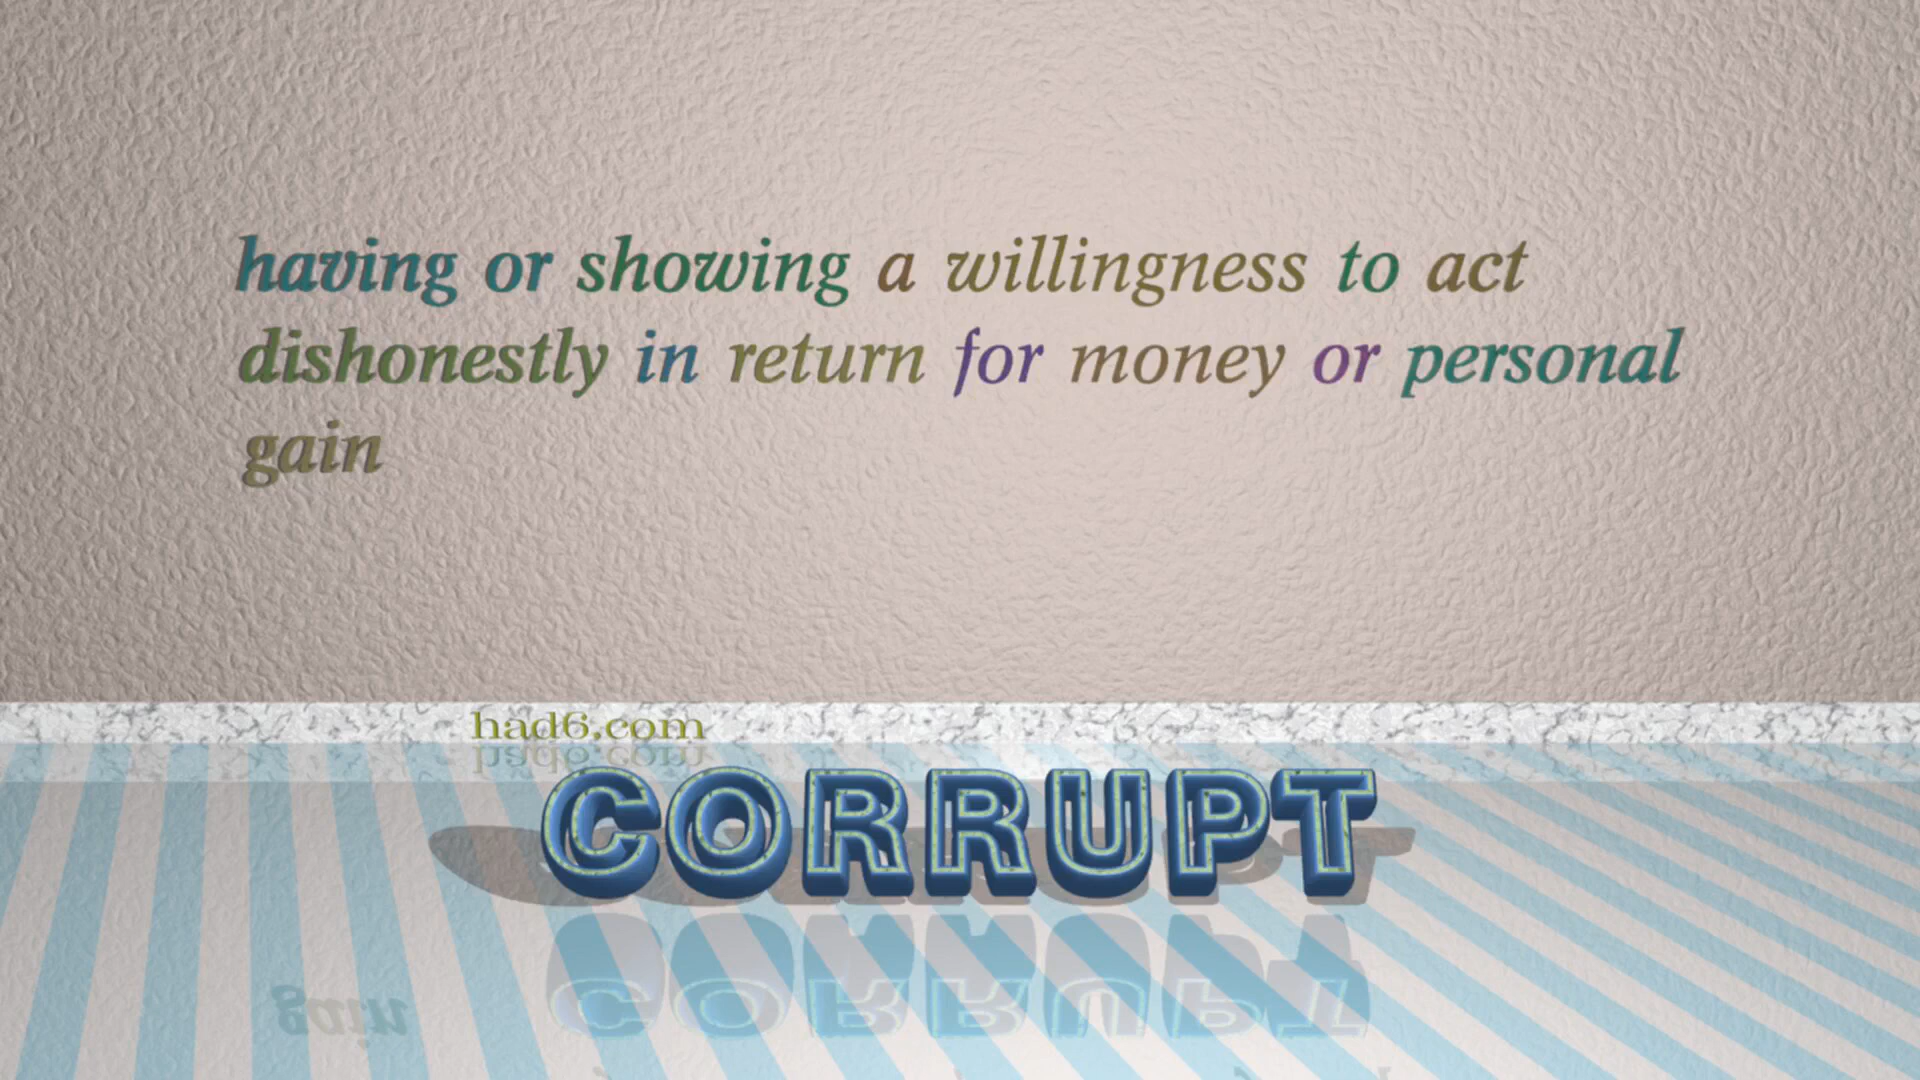 having or showing a willingness to act
dishonestly in return for money or personal
gain
had6.com
CORRUPT